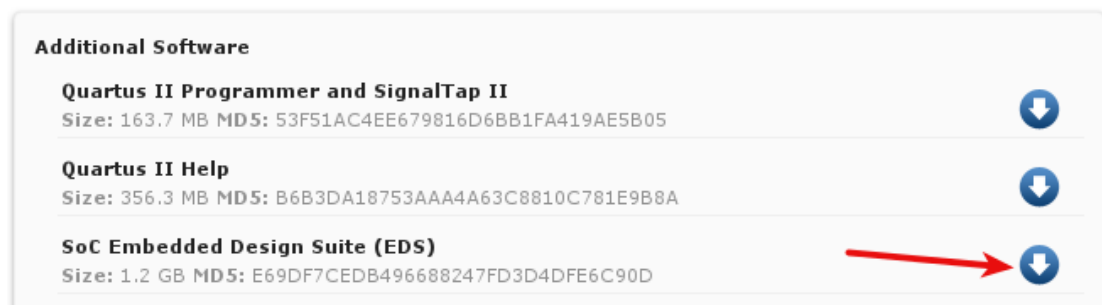 Additional Software
Quartus II Programmer and SignalTap II
Size: 163.7 MB MD5: 53F51AC4EE679816D6BB1FA419AE5B05
Quartus II Help
Size: 356.3 MB MD5: B6B3DA18753AAA4A63C8810C781E9B8A
SoC Embedded Design Suite (EDS)
Size: 1.2 GB MD5: E69DF7CEDB496688247FD3D4DFE6C90D